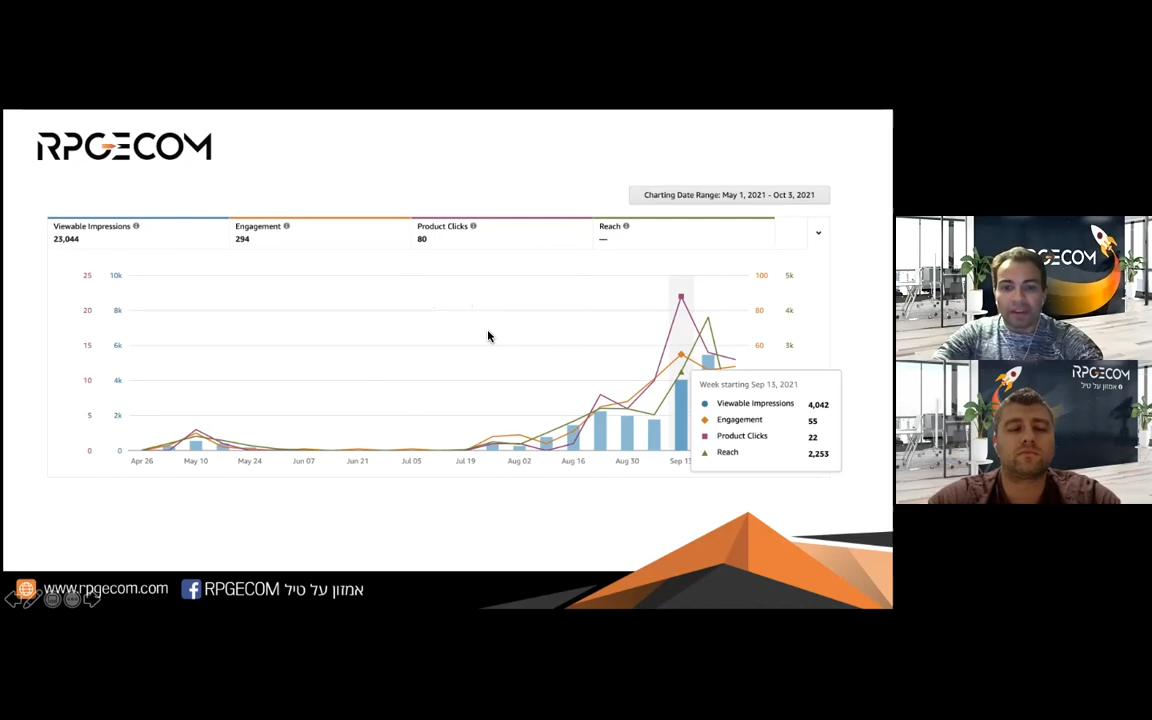 RPGECOM
Charting Date Range: May 1, 2021 - Oct 3, 2021
Viewable Impressions
23,044
Engagement
294
Product Clicks
80
Reach
—
25 10k 100 5k
20 8k 80 4k
15 6k 60 3k
10 4k
5 2k
0 0
Apr 26 May 10 May 24 Jun 07 Jun 21 Jul 05 Jul 19 Aug 02 Aug 16 Aug 30 Sep 13
Week starting Sep 13, 2021
Viewable Impressions 4,042
Engagement 55
Product Clicks 22
Reach 2,253
www.rpgecom.com RPGECOM אמזון על טיל
GECOM
RPGECOM
אמזון על טיל